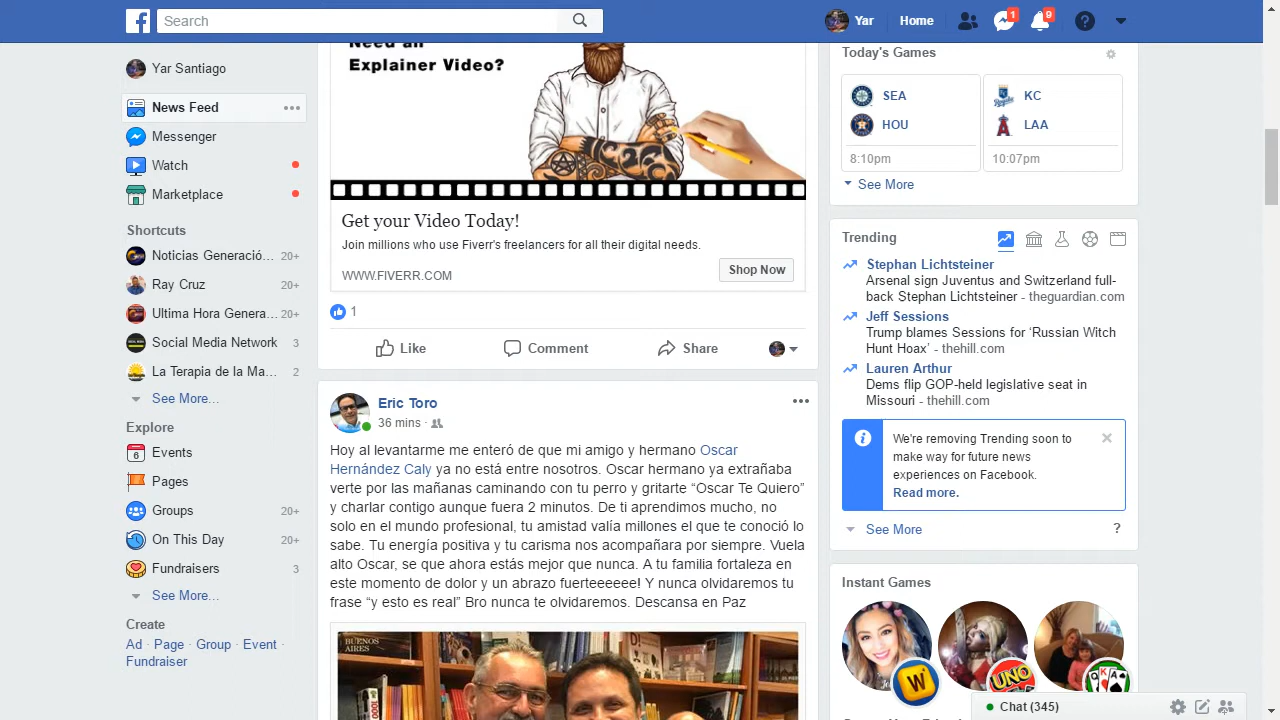 Search
Yar
Home
1
9
Yar Santiago
News Feed
Messenger
Watch
Marketplace
Shortcuts
Noticias Generació... 20+
Ray Cruz 20+
Ultima Hora Genera... 20+
Social Media Network 3
La Terapia de la Ma... 2
See More...
Explore
6
Events
Pages
Groups 20+
On This Day 20+
Fundraisers 3
See More...
Create
Ad · Page · Group · Event ·
Fundraiser
Need an
Explainer Video?
Get your Video Today!
Join millions who use Fiverr's freelancers for all their digital needs.
WWW.FIVERR.COM
Shop Now
1
Like
Comment
Share
Eric Toro
36 mins ·
Hoy al levantarme me enteró de que mi amigo y hermano Oscar
Hernández Caly ya no está entre nosotros. Oscar hermano ya extrañaba
verte por las mañanas caminando con tu perro y gritarte “Oscar Te Quiero”
y charlar contigo aunque fuera 2 minutos. De ti aprendimos mucho, no
solo en el mundo profesional, tu amistad valía millones el que te conoció lo
sabe. Tu energía positiva y tu carisma nos acompañara por siempre. Vuela
alto Oscar, se que ahora estás mejor que nunca. A tu familia fortaleza en
este momento de dolor y un abrazo fuerteeeeee! Y nunca olvidaremos tu
frase “y esto es real” Bro nunca te olvidaremos. Descansa en Paz
BUENOS
AIRES
Today's Games
SEA
HOU
8:10pm
KC
LAA
10:07pm
See More
Trending
Stephan Lichtsteiner
Arsenal sign Juventus and Switzerland full-
back Stephan Lichtsteiner - theguardian.com
Jeff Sessions
Trump blames Sessions for ‘Russian Witch
Hunt Hoax’ - thehill.com
Lauren Arthur
Dems flip GOP-held legislative seat in
Missouri - thehill.com
We're removing Trending soon to
make way for future news
experiences on Facebook.
Read more.
See More
?
Instant Games
W
UNO
K
Chat (345)